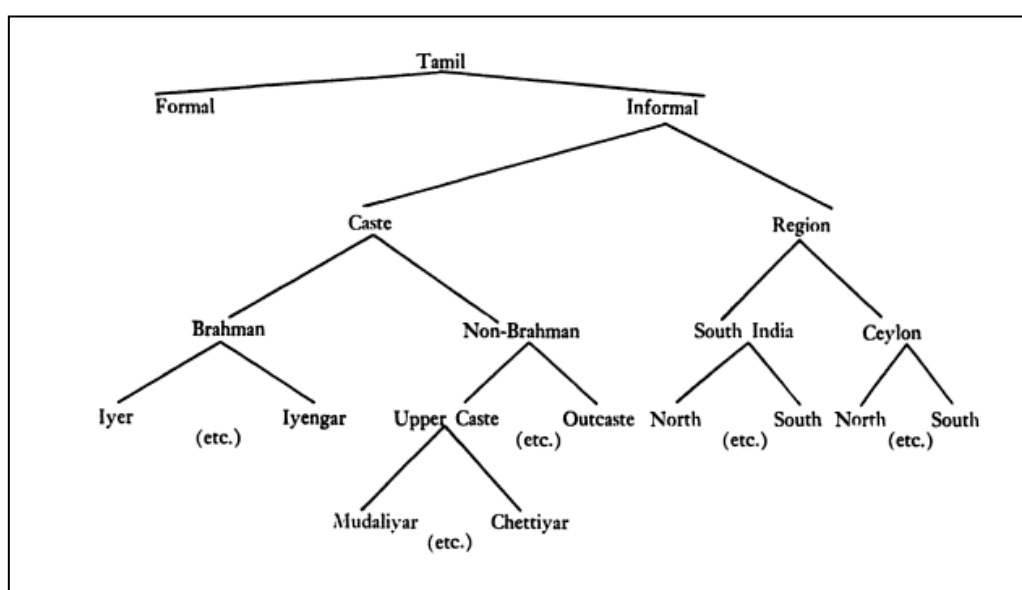 Tamil
Formal Informal
Caste Region
Brahman Non-Brahman South India Ceylon
Iyer Iyengar Upper Caste Outcaste North South North South
(etc.) (etc.) (etc.) (etc.)
Mudaliyar Chettiyar
(etc.)